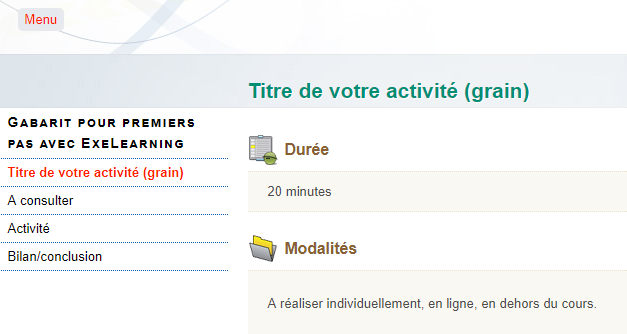 Menu
Titre de votre activité (grain)
Gabarit pour premiers
pas avec ExeLearning
Titre de votre activité (grain)
A consulter
Activité
Bilan/conclusion
Durée
20 minutes
Modalités
A réaliser individuellement, en ligne, en dehors du cours.